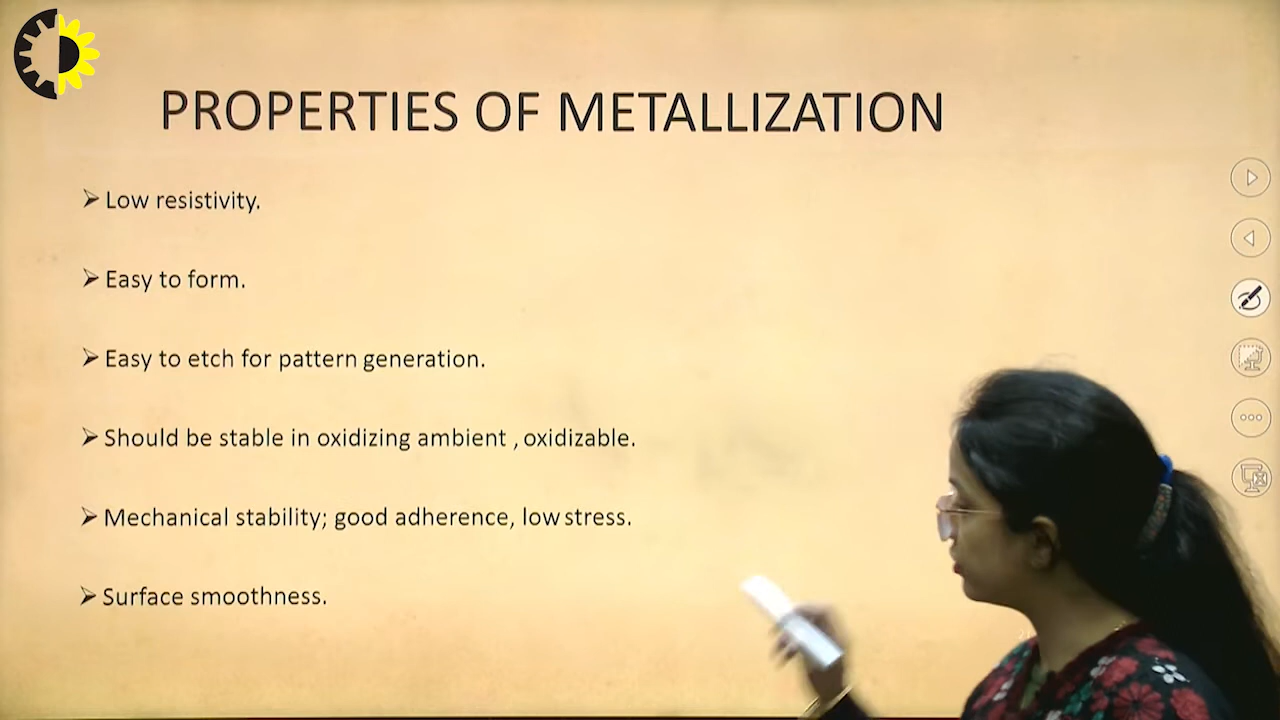 PROPERTIES OF METALLIZATION
➢ Low resistivity.
➢ Easy to form.
➢ Easy to etch for pattern generation.
➢ Should be stable in oxidizing ambient , oxidizable.
➢ Mechanical stability; good adherence, low stress.
➢ Surface smoothness.